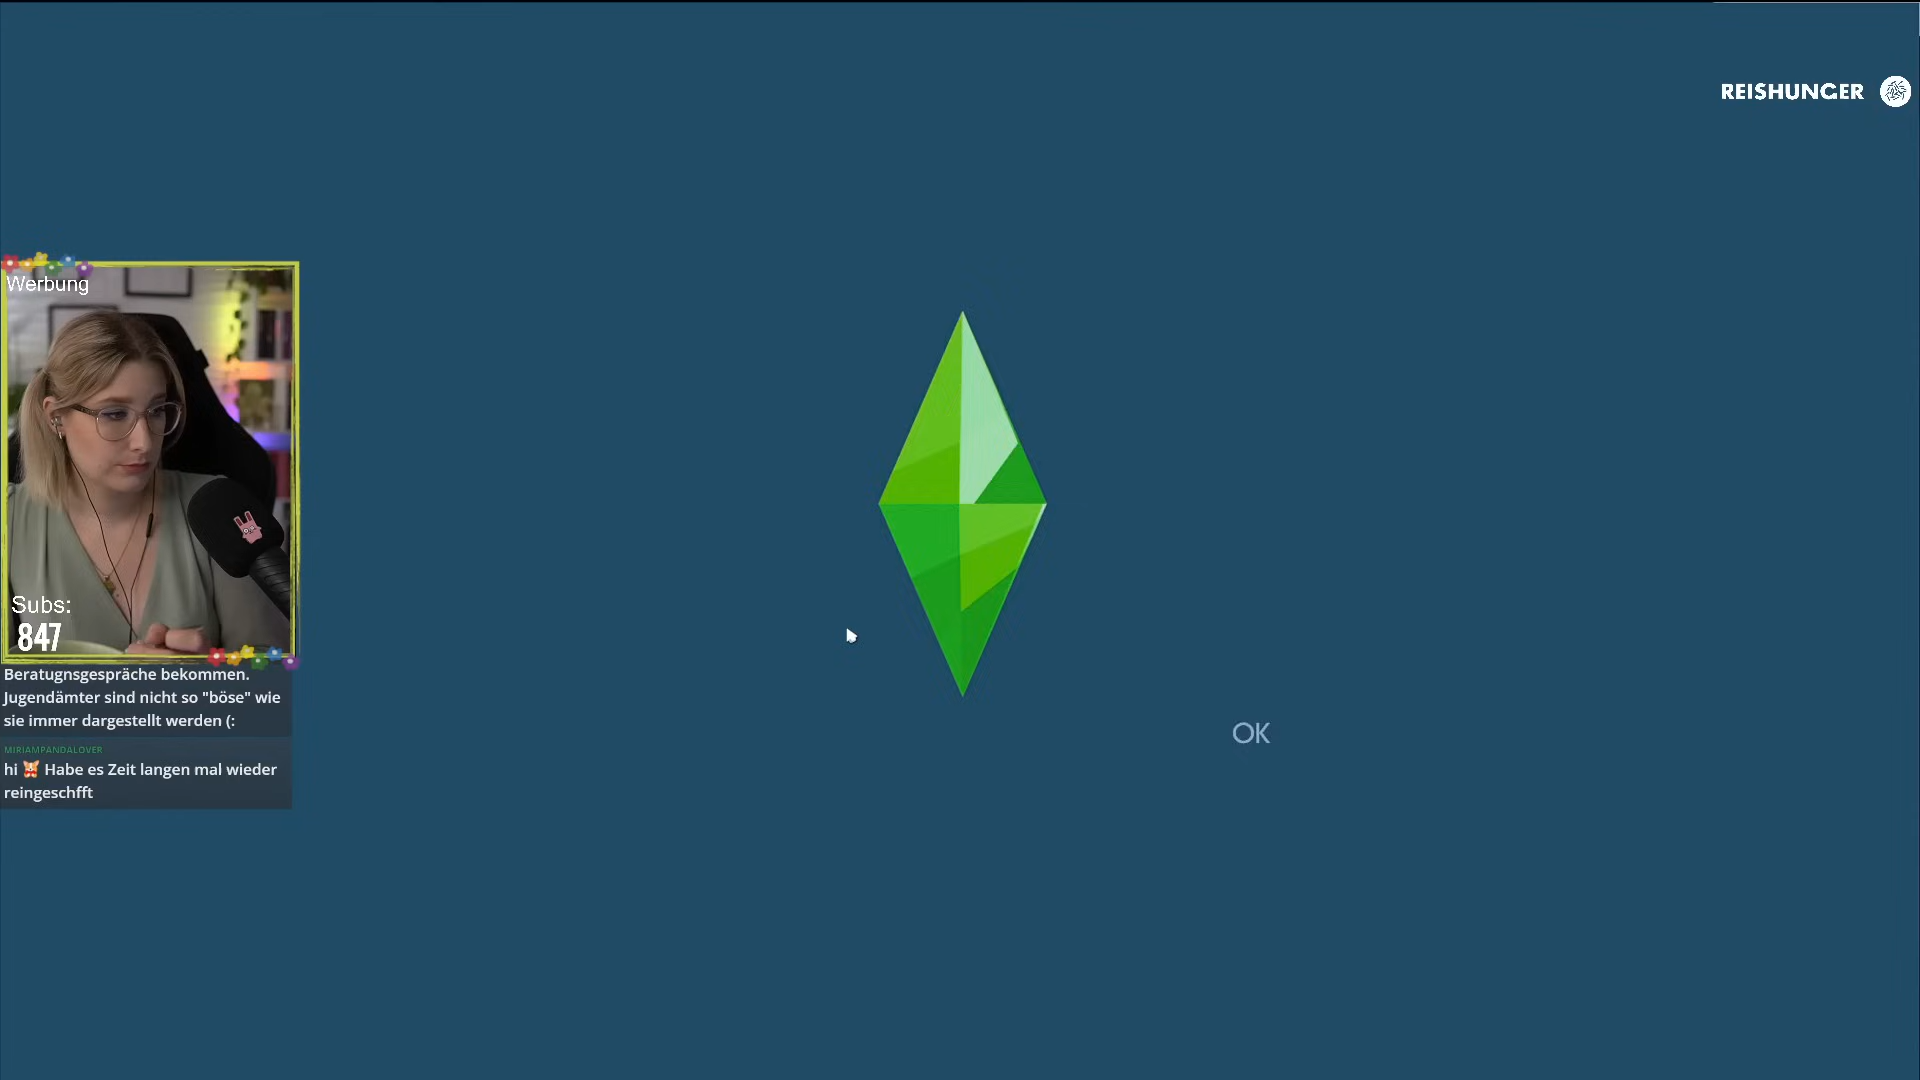 REISHUNGER
Werbung
Subs:
847
Beratugnsgespräche bekommen.
Jugendämter sind nicht so "böse" wie
sie immer dargestellt werden (:
MIRIAMPANDALOVER
hi Habe es Zeit langen mal wieder
reingeschfft
OK